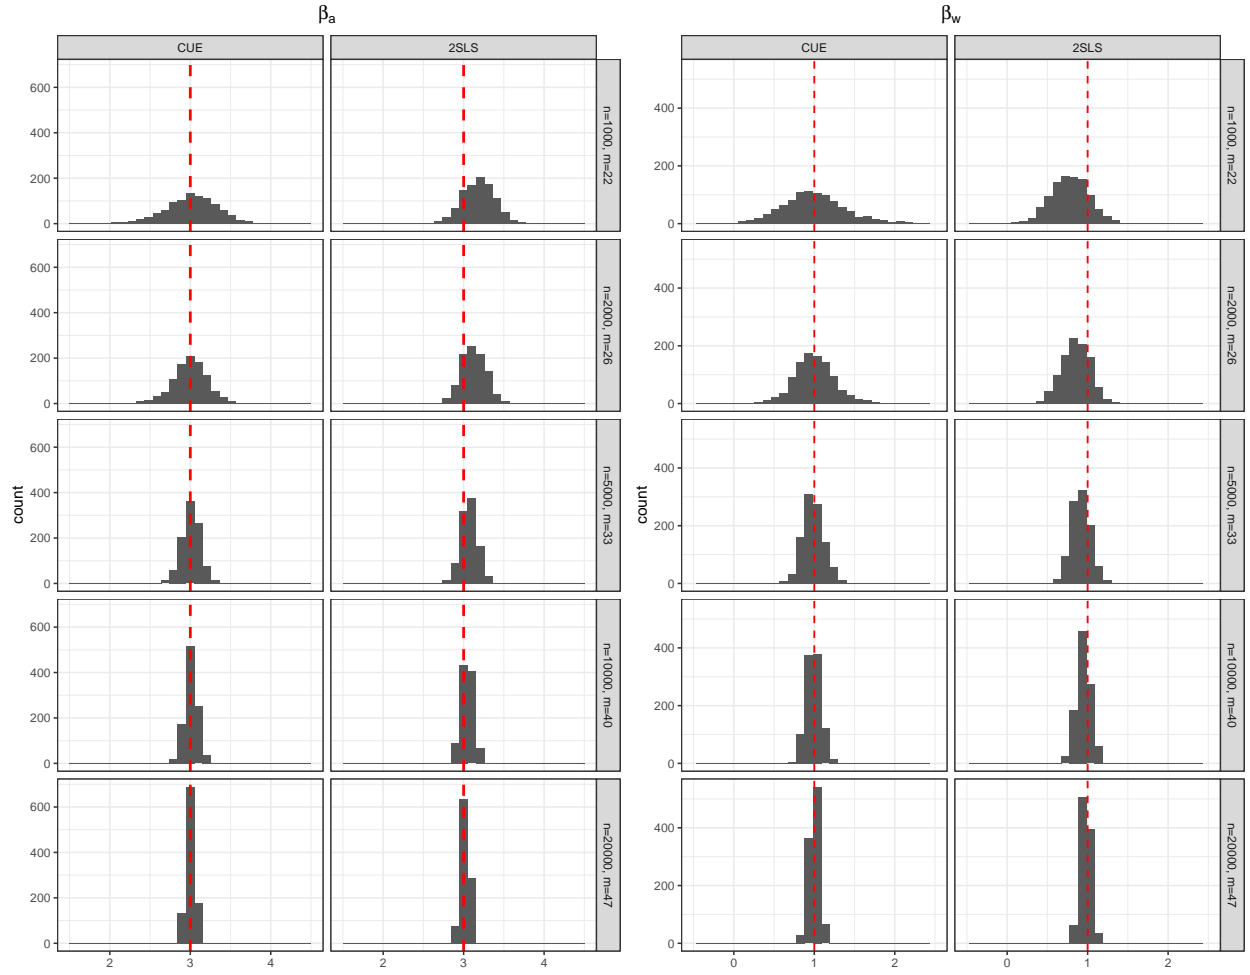 βa
βw
CUE
2SLS
CUE
2SLS
count
600
400
200
0
n=1000, m=22
400
200
0
n=1000, m=22
600
400
200
0
n=2000, m=26
400
200
0
n=2000, m=26
600
400
200
0
n=5000, m=33
count
400
200
0
n=5000, m=33
600
400
200
0
n=10000, m=40
400
200
0
n=10000, m=40
600
400
200
0
n=20000, m=47
400
200
0
n=20000, m=47
2 3 4
2 3 4
0 1 2
0 1 2